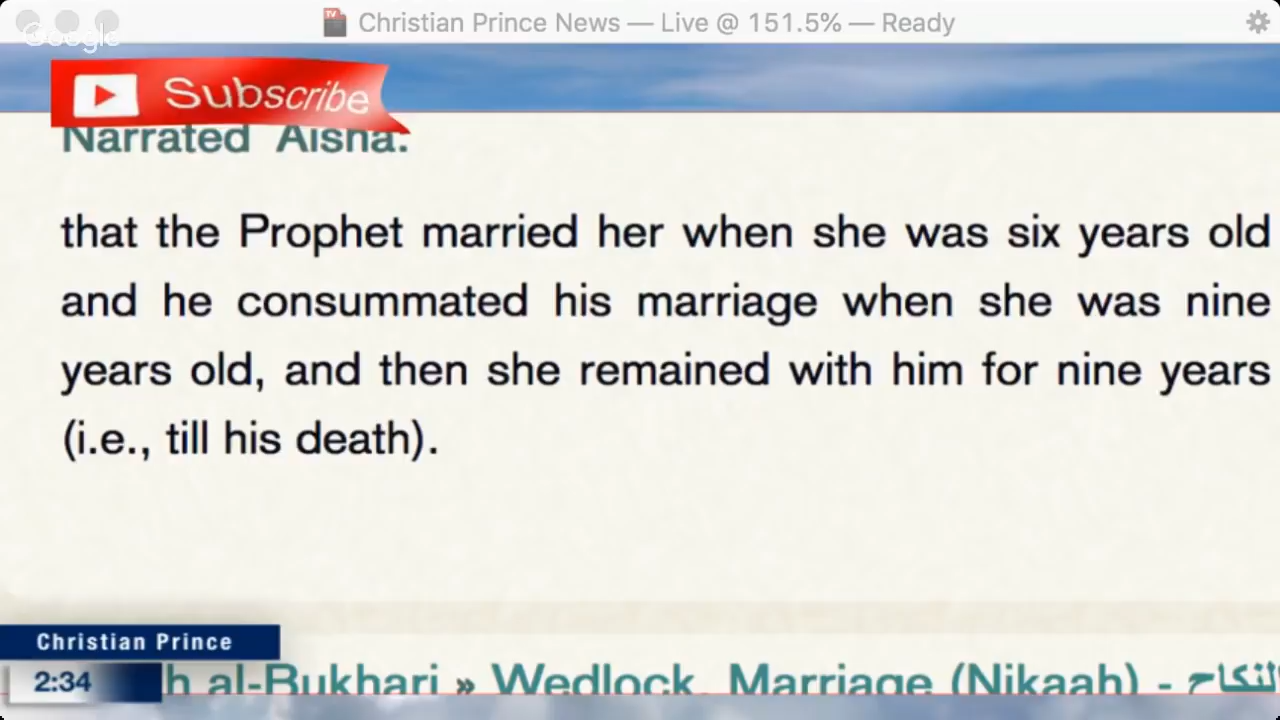 Christian Prince News — Live @ 151.5% — Ready
Google
Subscribe
Narrated Aisha:
that the Prophet married her when she was six years old
and he consummated his marriage when she was nine
years old, and then she remained with him for nine years
(i.e., till his death).
Christian Prince
2:34
h al-Bukhari » Wedlock, Marriage (Nikaah) - النكاح